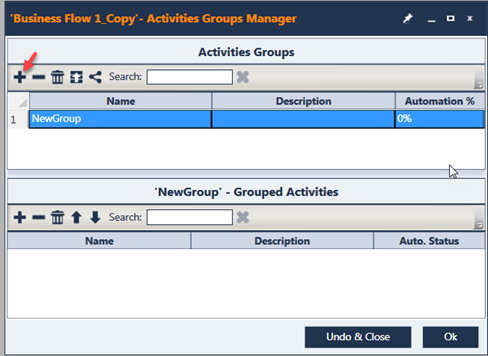 'Business Flow 1_Copy'- Activities Groups Manager
Activities Groups
Search:
Name Description Automation %
1 NewGroup 0%
'NewGroup' - Grouped Activities
Search:
Name Description Auto. Status
Undo & Close Ok